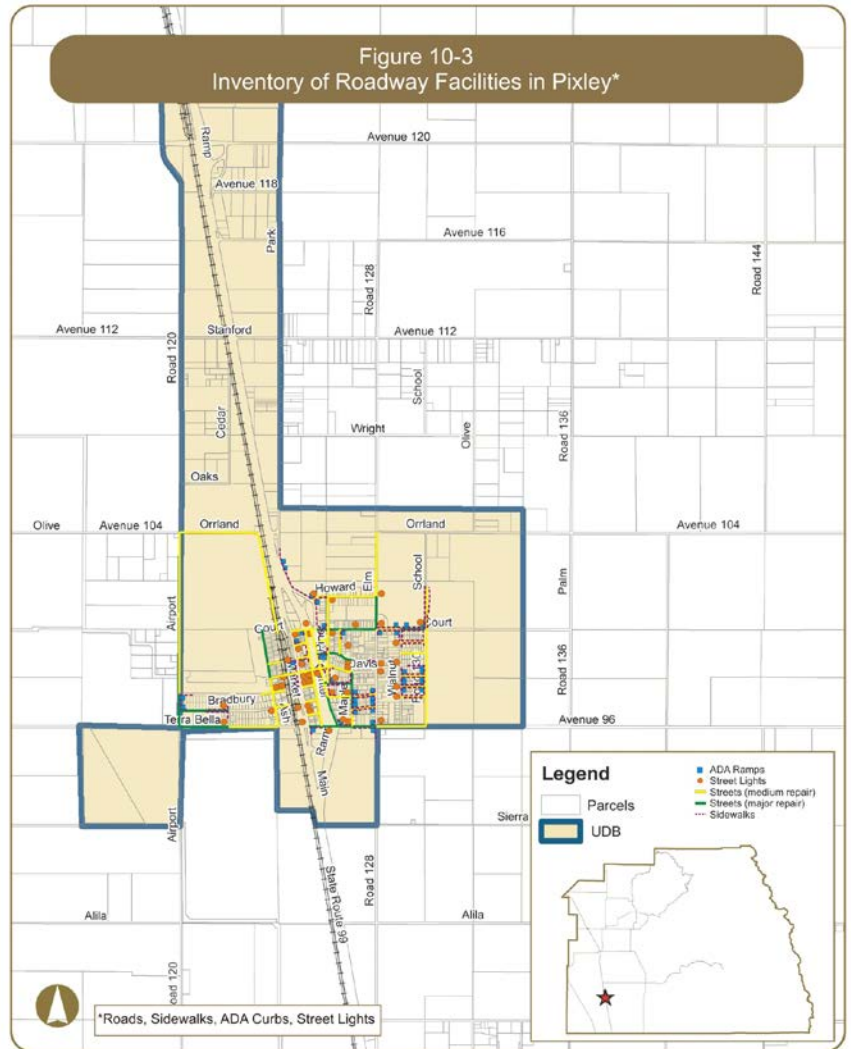 Figure 10-3
Inventory of Roadway Facilities in Pixley*
Ramp
Avenue 120
Avenue 118
Park
Avenue 116
Road 128
Road 144
Avenue 112
Stanford
Avenue 112
Road 120
School
Cedar
Wright
Olive
Road 136
Oaks
Olive
Avenue 104
Orrland
Orrland
Avenue 104
Howard
Elm
School
Palm
Airport
Court
Court
Davis
Walnut
Road 136
Bradbury
Ash
Maple
Terra Bella
Avenue 96
Main
Airport
Sierra
State Route 99
Road 128
Alila
Alila
Legend
Parcels
UDB
ADA Ramps
Street Lights
Streets (medium repair)
Streets (major repair)
Sidewalks
*Roads, Sidewalks, ADA Curbs, Street Lights